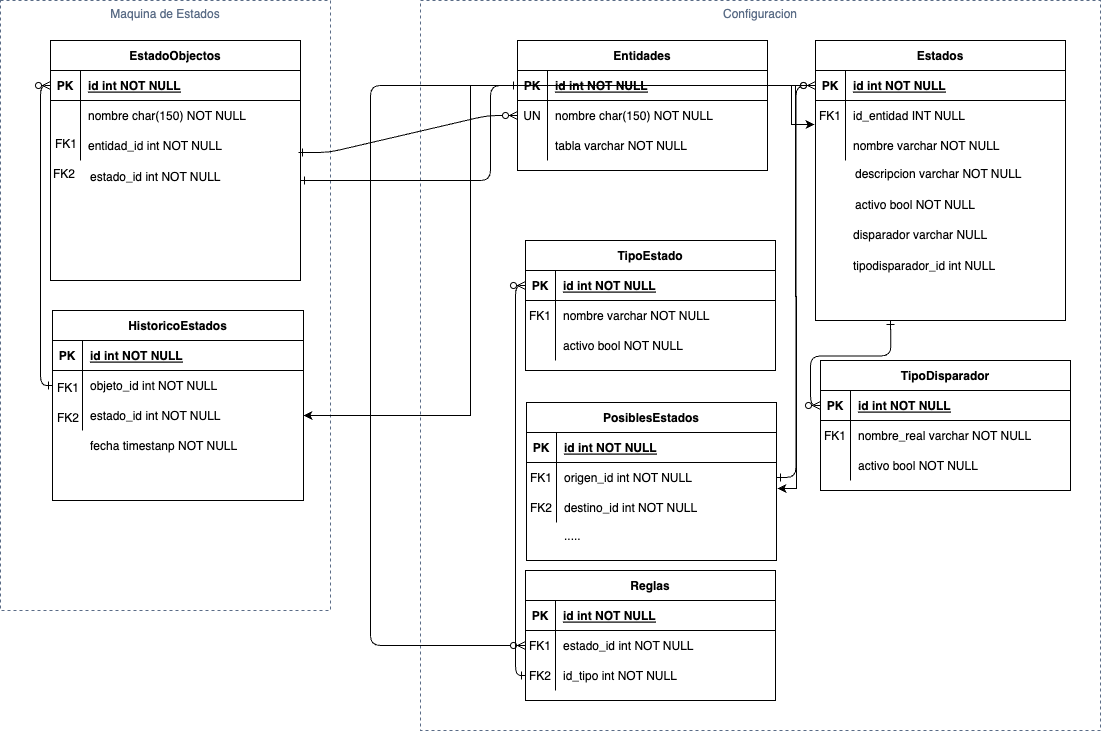 Maquina de Estados
EstadoObjectos
PK id int NOT NULL
nombre char(150) NOT NULL
FK1 entidad_id int NOT NULL
FK2 estado_id int NOT NULL
HistoricoEstados
PK id int NOT NULL
FK1 objeto_id int NOT NULL
FK2 estado_id int NOT NULL
fecha timestanp NOT NULL
Configuracion
Entidades
PK id int NOT NULL
UN nombre char(150) NOT NULL
tabla varchar NOT NULL
Estados
PK id int NOT NULL
FK1 id_entidad INT NULL
nombre varchar NOT NULL
descripcion varchar NOT NULL
activo bool NOT NULL
disparador varchar NULL
tipodisparador_id int NULL
TipoEstado
PK id int NOT NULL
FK1 nombre varchar NOT NULL
activo bool NOT NULL
TipoDisparador
PK id int NOT NULL
FK1 nombre_real varchar NOT NULL
activo bool NOT NULL
PosiblesEstados
PK id int NOT NULL
FK1 origen_id int NOT NULL
FK2 destino_id int NOT NULL
.....
Reglas
PK id int NOT NULL
FK1 estado_id int NOT NULL
FK2 id_tipo int NOT NULL